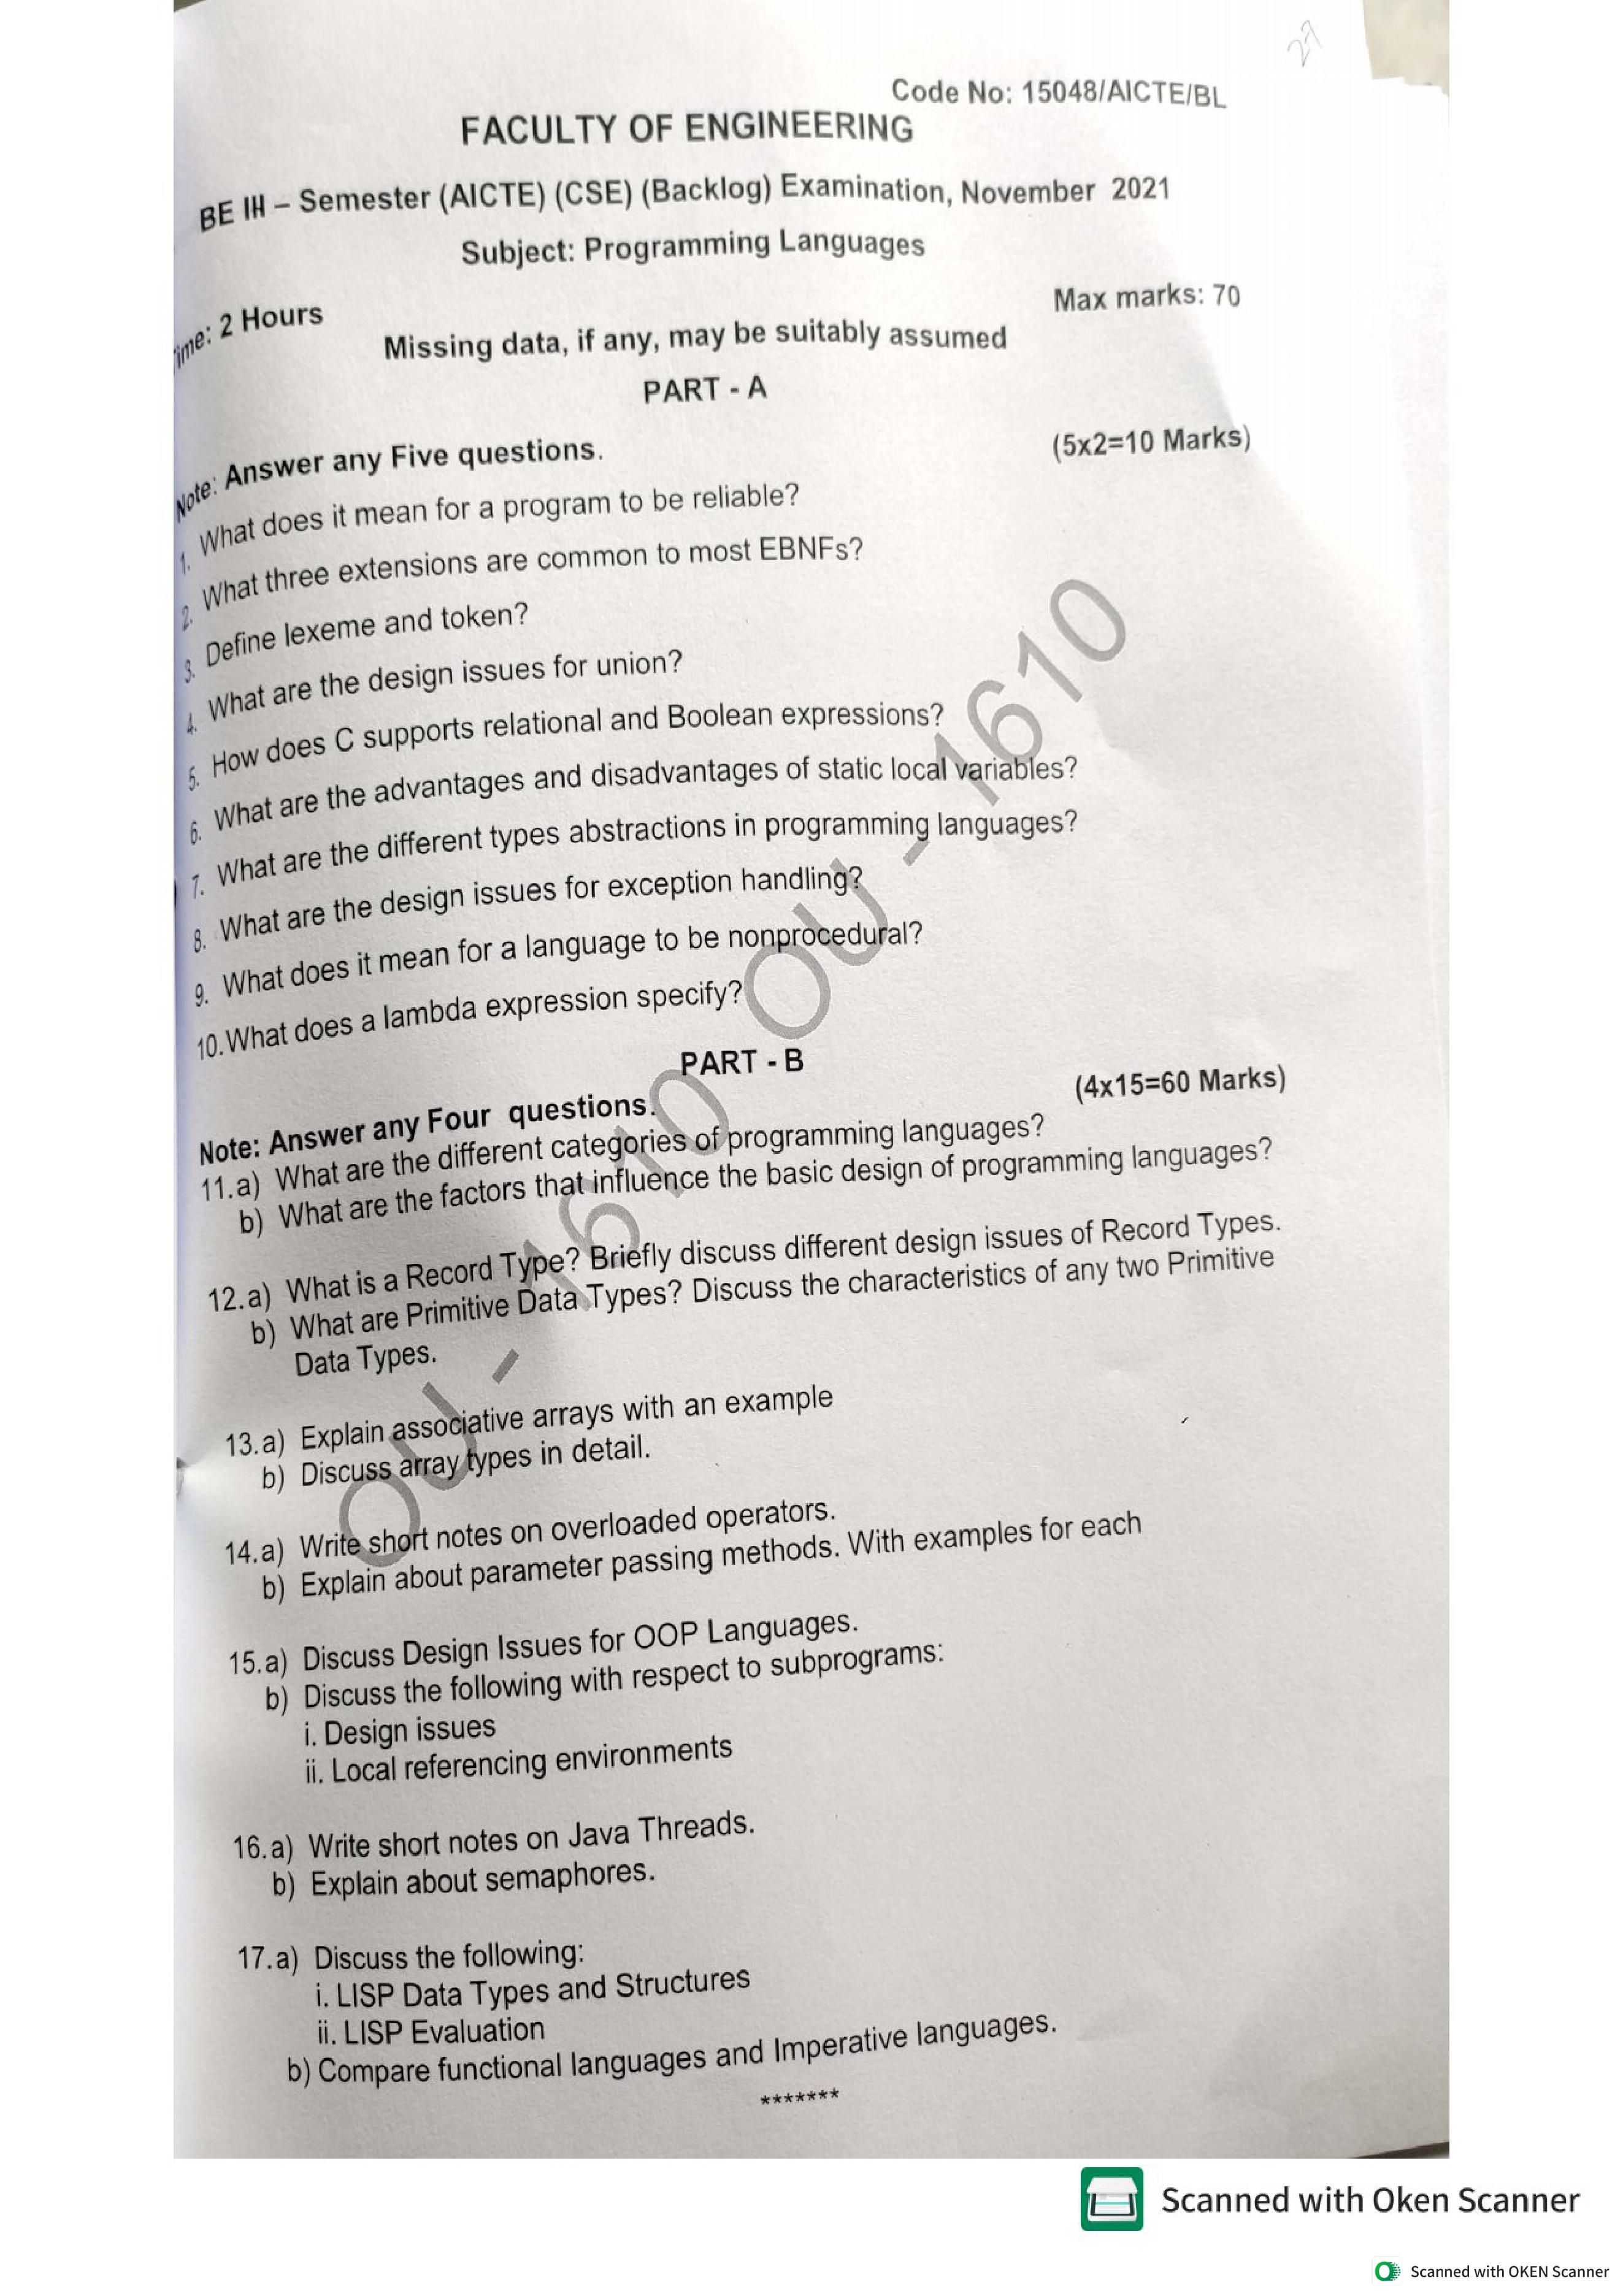 27
Code No: 15048/AICTE/BL
FACULTY OF ENGINEERING
BE III – Semester (AICTE) (CSE) (Backlog) Examination, November 2021
Subject: Programming Languages
ime: 2 Hours
Max marks: 70
Missing data, if any, may be suitably assumed
PART - A
Note: Answer any Five questions.
(5x2=10 Marks)
1. What does it mean for a program to be reliable?
2. What three extensions are common to most EBNFs?
3. Define lexeme and token?
4. What are the design issues for union?
5. How does C supports relational and Boolean expressions?
6. What are the advantages and disadvantages of static local variables?
7. What are the different types abstractions in programming languages?
8. What are the design issues for exception handling?
9. What does it mean for a language to be nonprocedural?
10. What does a lambda expression specify?
PART - B
Note: Answer any Four questions.
(4x15=60 Marks)
11.a) What are the different categories of programming languages?
b) What are the factors that influence the basic design of programming languages?
12.a) What is a Record Type? Briefly discuss different design issues of Record Types.
b) What are Primitive Data Types? Discuss the characteristics of any two Primitive
Data Types.
13.a) Explain associative arrays with an example
b) Discuss array types in detail.
14.a) Write short notes on overloaded operators.
b) Explain about parameter passing methods. With examples for each
15.a) Discuss Design Issues for OOP Languages.
b) Discuss the following with respect to subprograms:
i. Design issues
ii. Local referencing environments
16.a) Write short notes on Java Threads.
b) Explain about semaphores.
17.a) Discuss the following:
i. LISP Data Types and Structures
ii. LISP Evaluation
b) Compare functional languages and Imperative languages.
*******
OU - 1610 OU - 1610
Scanned with Oken Scanner
Scanned with OKEN Scanner